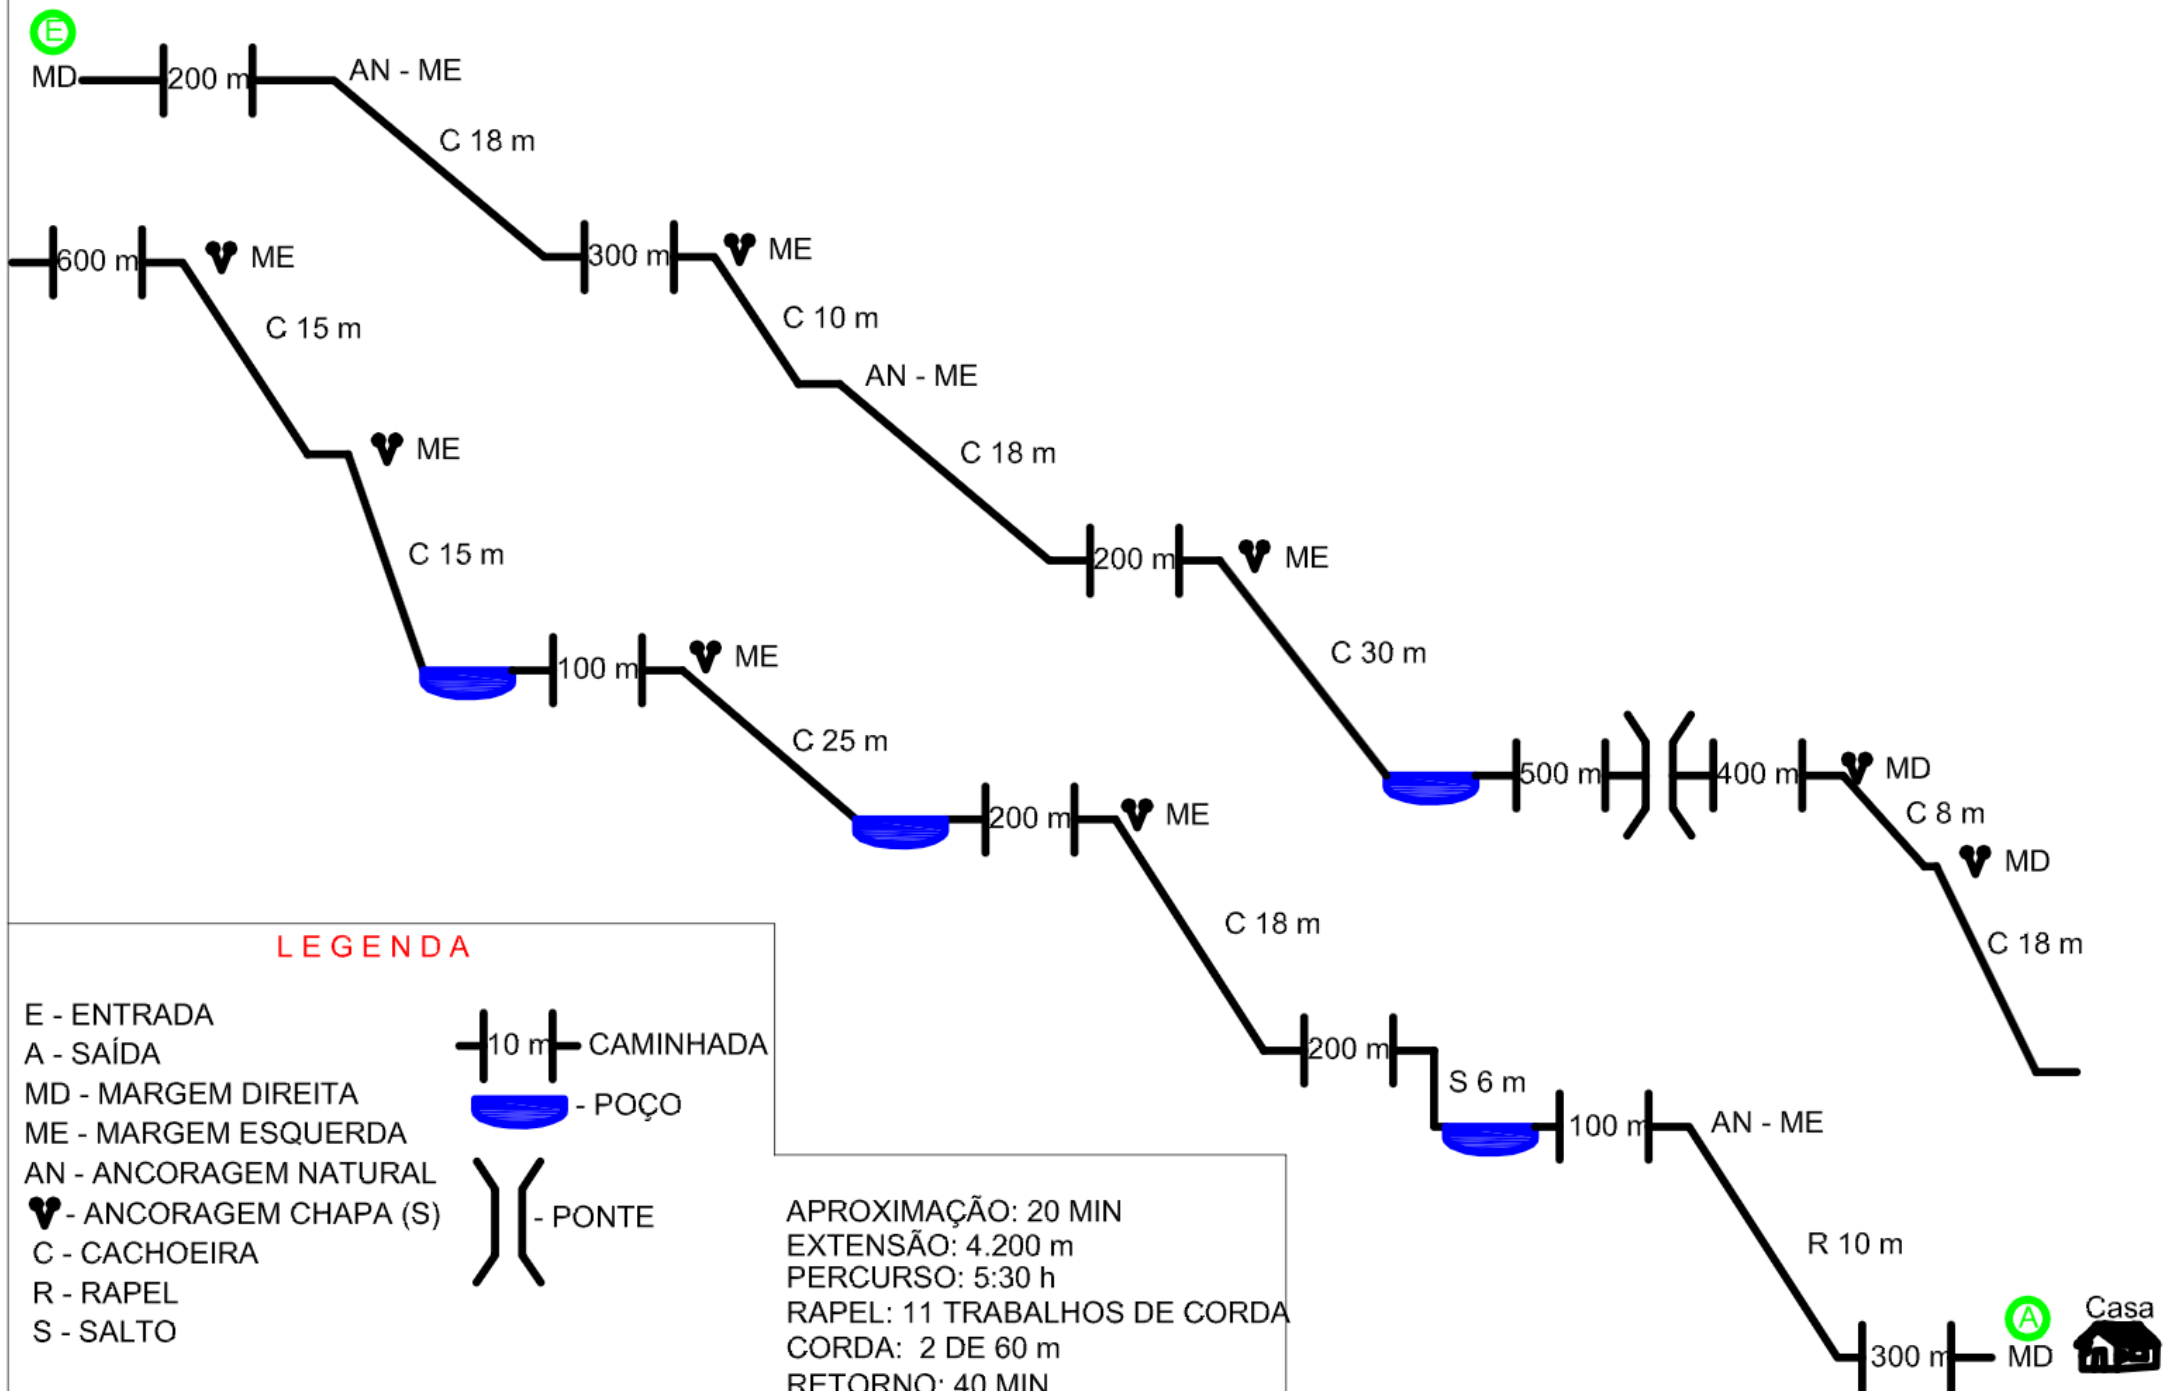 E
MD
200 m
AN - ME
C 18 m
300 m
ME
C 10 m
AN - ME
C 18 m
200 m
ME
C 30 m
500 m
400 m
MD
C 8 m
MD
C 18 m
600 m
ME
C 15 m
ME
C 15 m
100 m
ME
C 25 m
200 m
ME
C 18 m
200 m
S 6 m
100 m
AN - ME
R 10 m
300 m
A
MD
Casa
LEGENDA
E - ENTRADA
A - SAÍDA
MD - MARGEM DIREITA
ME - MARGEM ESQUERDA
AN - ANCORAGEM NATURAL
- ANCORAGEM CHAPA (S)
C - CACHOEIRA
R - RAPEL
S - SALTO
10 m - CAMINHADA
- POÇO
- PONTE
APROXIMAÇÃO: 20 MIN
EXTENSÃO: 4.200 m
PERCURSO: 5:30 h
RAPEL: 11 TRABALHOS DE CORDA
CORDA: 2 DE 60 m
RETORNO: 40 MIN